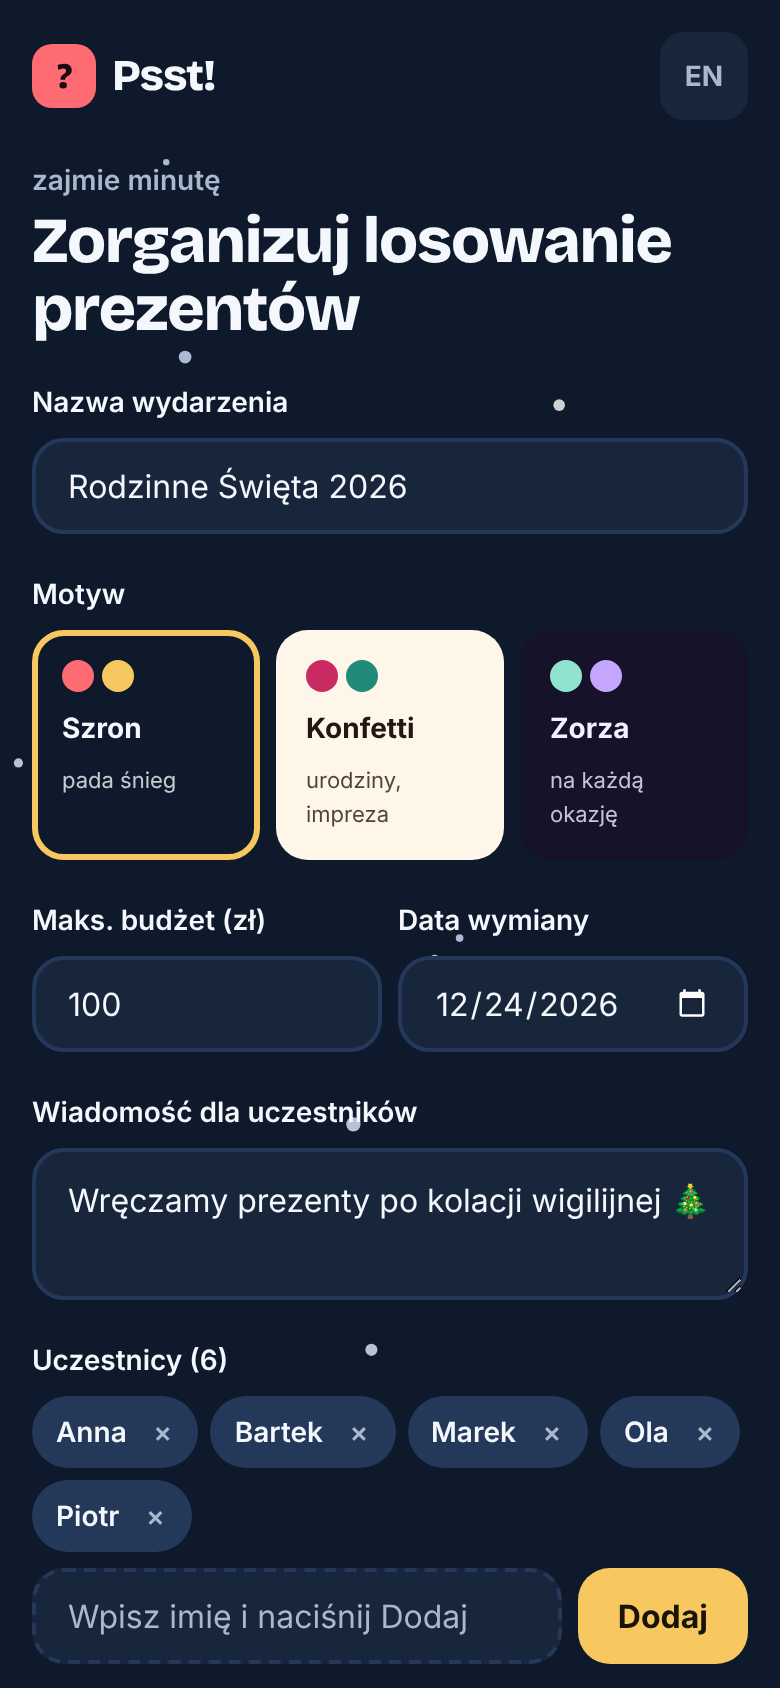 ?
Psst!
EN
zajmie minutę
Zorganizuj losowanie
prezentów
Nazwa wydarzenia
Rodzinne Święta 2026
Motyw
Szron
pada śnieg
Konfetti
urodziny,
impreza
Zorza
na każdą
okazję
Maks. budżet (zł)
Data wymiany
100
12/24/2026
Wiadomość dla uczestników
Wręczamy prezenty po kolacji wigilijnej 🎄
Uczestnicy (6)
Anna ×
Bartek ×
Marek ×
Ola ×
Piotr ×
Wpisz imię i naciśnij Dodaj
Dodaj